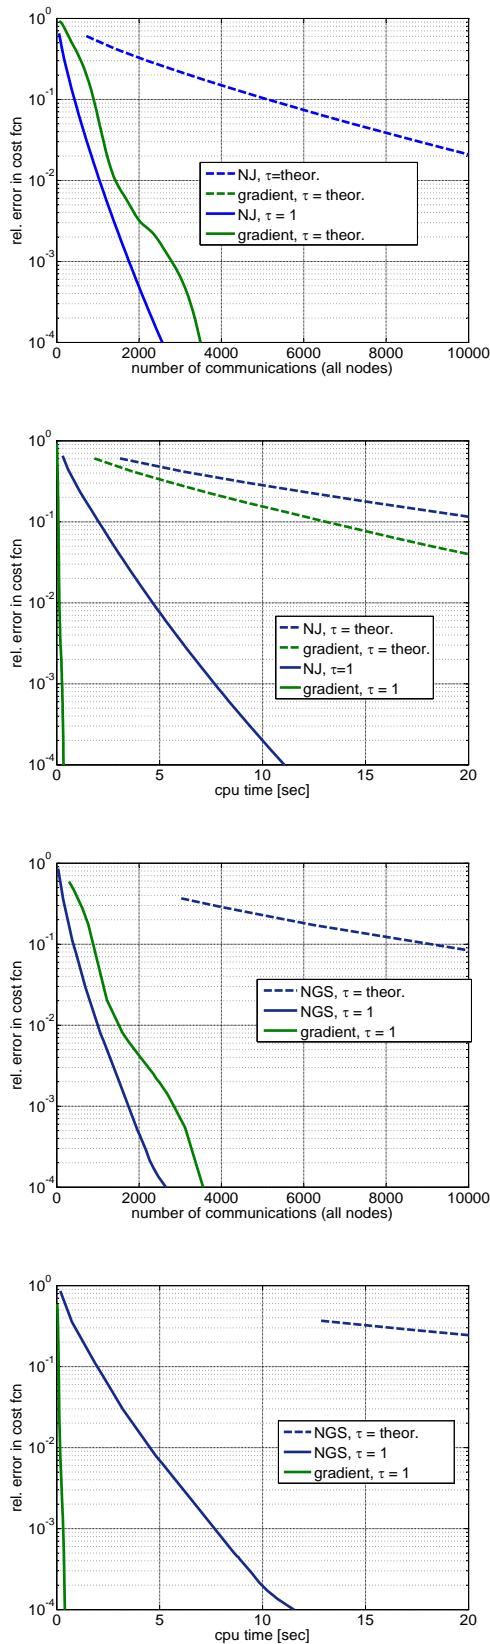 10^0
10^-1
10^-2
10^-3
10^-4
rel. error in cost fcn
NJ, τ=theor.
gradient, τ = theor.
NJ, τ = 1
gradient, τ = theor.
0 2000 4000 6000 8000 10000
number of communications (all nodes)
10^0
10^-1
10^-2
10^-3
10^-4
rel. error in cost fcn
NJ, τ = theor.
gradient, τ = theor.
NJ, τ=1
gradient, τ = 1
0 5 10 15 20
cpu time [sec]
10^0
10^-1
10^-2
10^-3
10^-4
rel. error in cost fcn
NGS, τ = theor.
NGS, τ = 1
gradient, τ = 1
0 2000 4000 6000 8000 10000
number of communications (all nodes)
10^0
10^-1
10^-2
10^-3
10^-4
rel. error in cost fcn
NGS, τ = theor.
NGS, τ = 1
gradient, τ = 1
0 5 10 15 20
cpu time [sec]